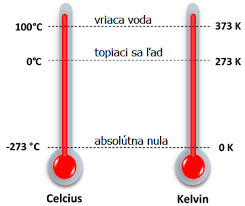 vriaca voda
100°C 373 K
topiaci sa ľad
0°C 273 K
absolútna nula
-273 °C 0 K
Celcius Kelvin